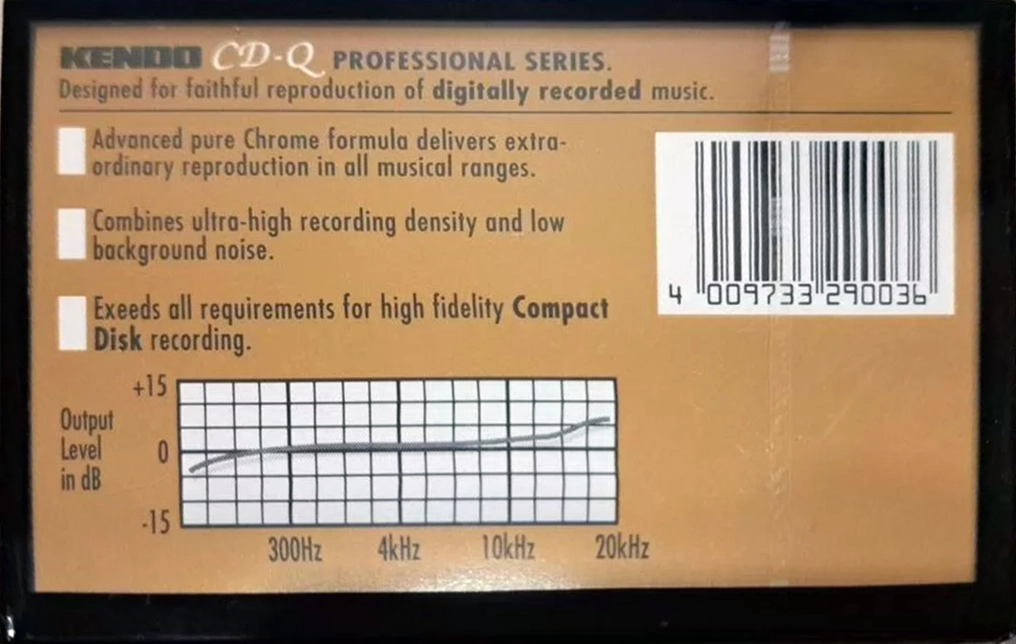 KENDO CD-Q PROFESSIONAL SERIES.
Designed for faithful reproduction of digitally recorded music.
Advanced pure Chrome formula delivers extra-
ordinary reproduction in all musical ranges.
Combines ultra-high recording density and low
background noise.
Exceeds all requirements for high fidelity Compact
Disk recording.
4 009733 290036
+15
Output
Level
in dB
0
-15
300Hz 4kHz 10kHz 20kHz